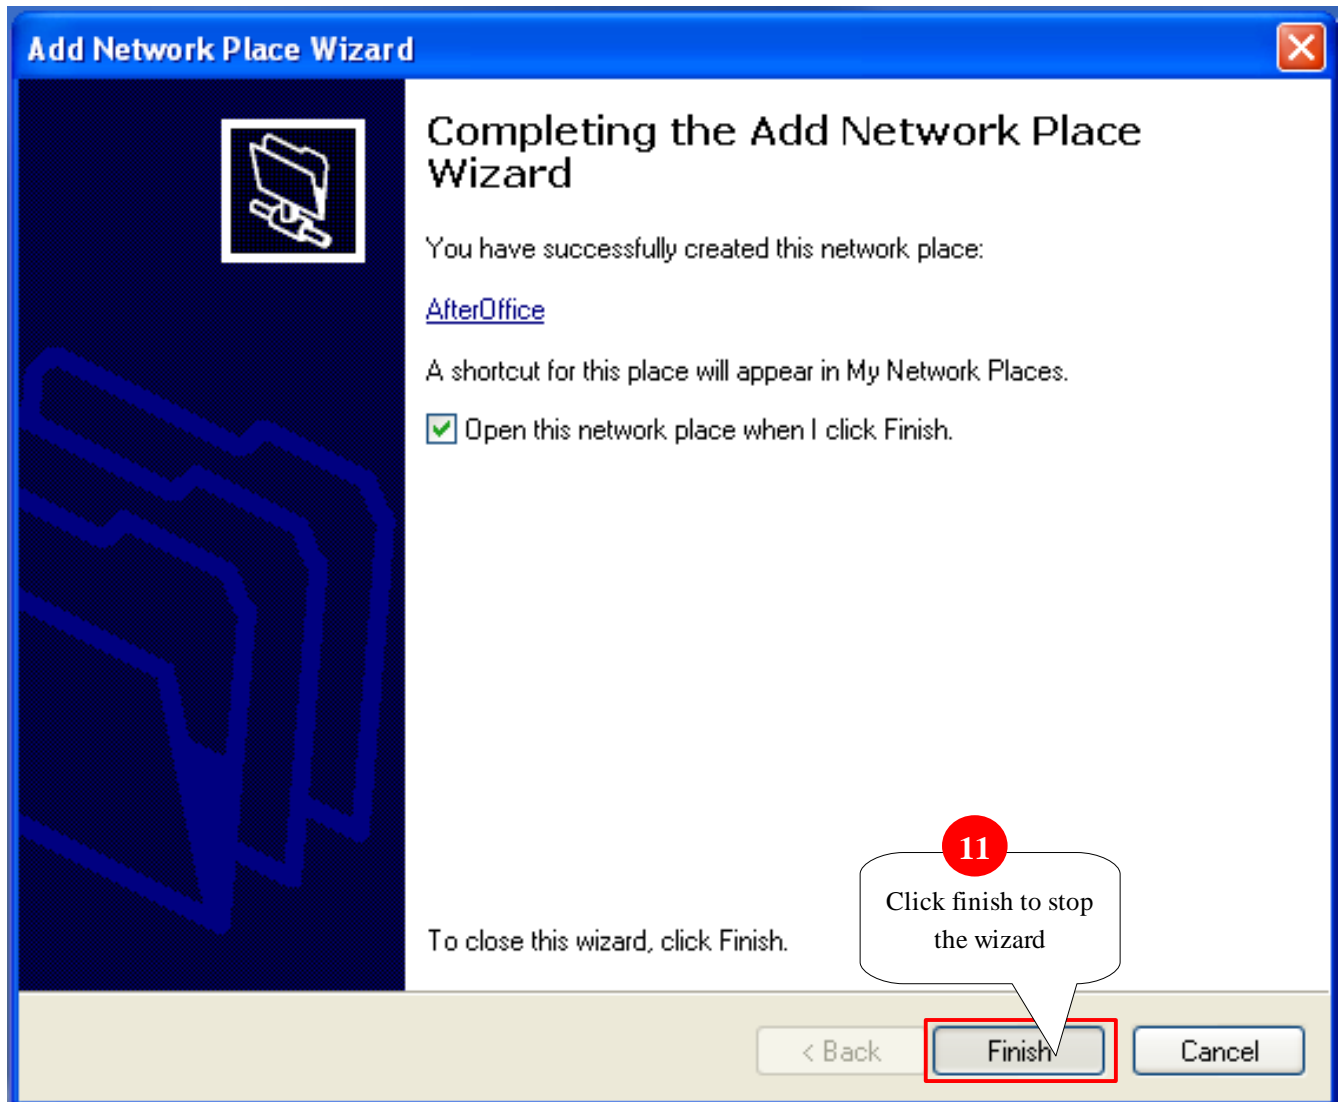 Add Network Place Wizard
Completing the Add Network Place
Wizard
You have successfully created this network place:
AfterOffice
A shortcut for this place will appear in My Network Places.
Open this network place when I click Finish.
11
Click finish to stop
the wizard
To close this wizard, click Finish.
< Back
Finish
Cancel